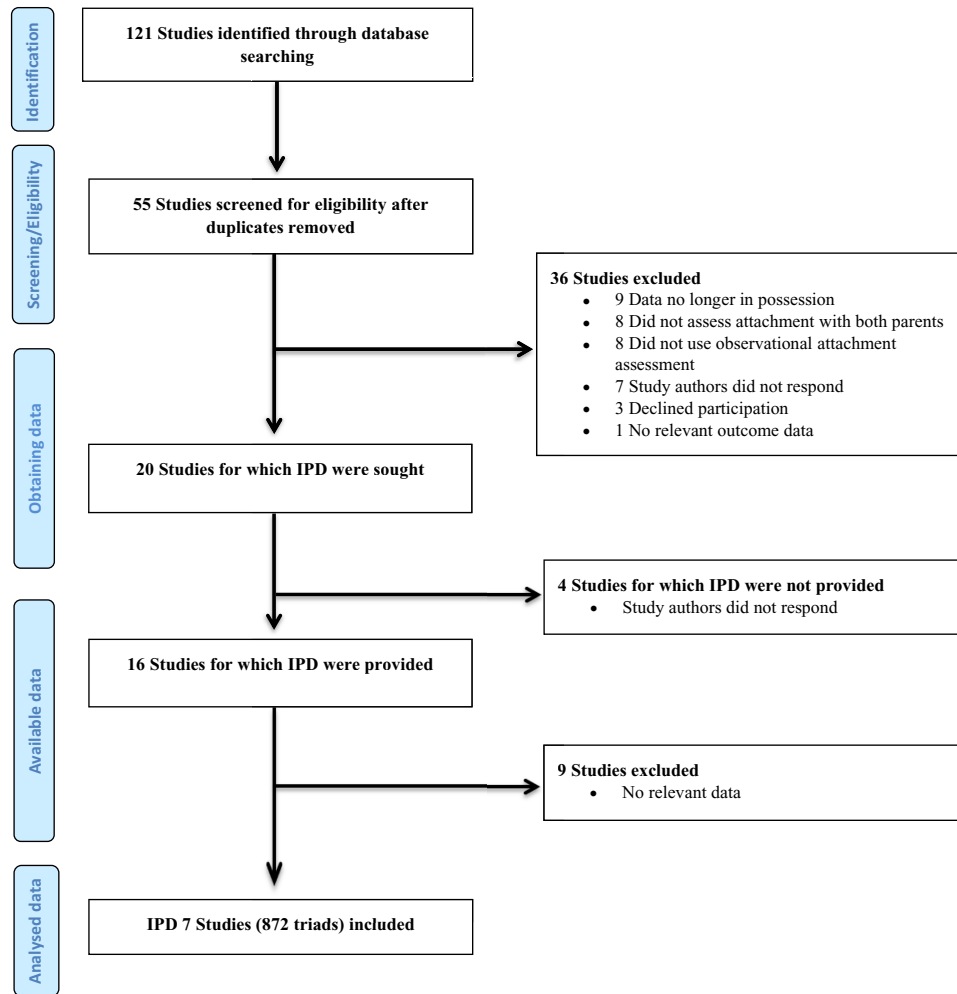 Identification
121 Studies identified through database
searching
Screening/Eligibility
55 Studies screened for eligibility after
duplicates removed
36 Studies excluded
• 9 Data no longer in possession
• 8 Did not assess attachment with both parents
• 8 Did not use observational attachment
assessment
• 7 Study authors did not respond
• 3 Declined participation
• 1 No relevant outcome data
Obtaining data
20 Studies for which IPD were sought
4 Studies for which IPD were not provided
• Study authors did not respond
Available data
16 Studies for which IPD were provided
9 Studies excluded
• No relevant data
Analysed data
IPD 7 Studies (872 triads) included